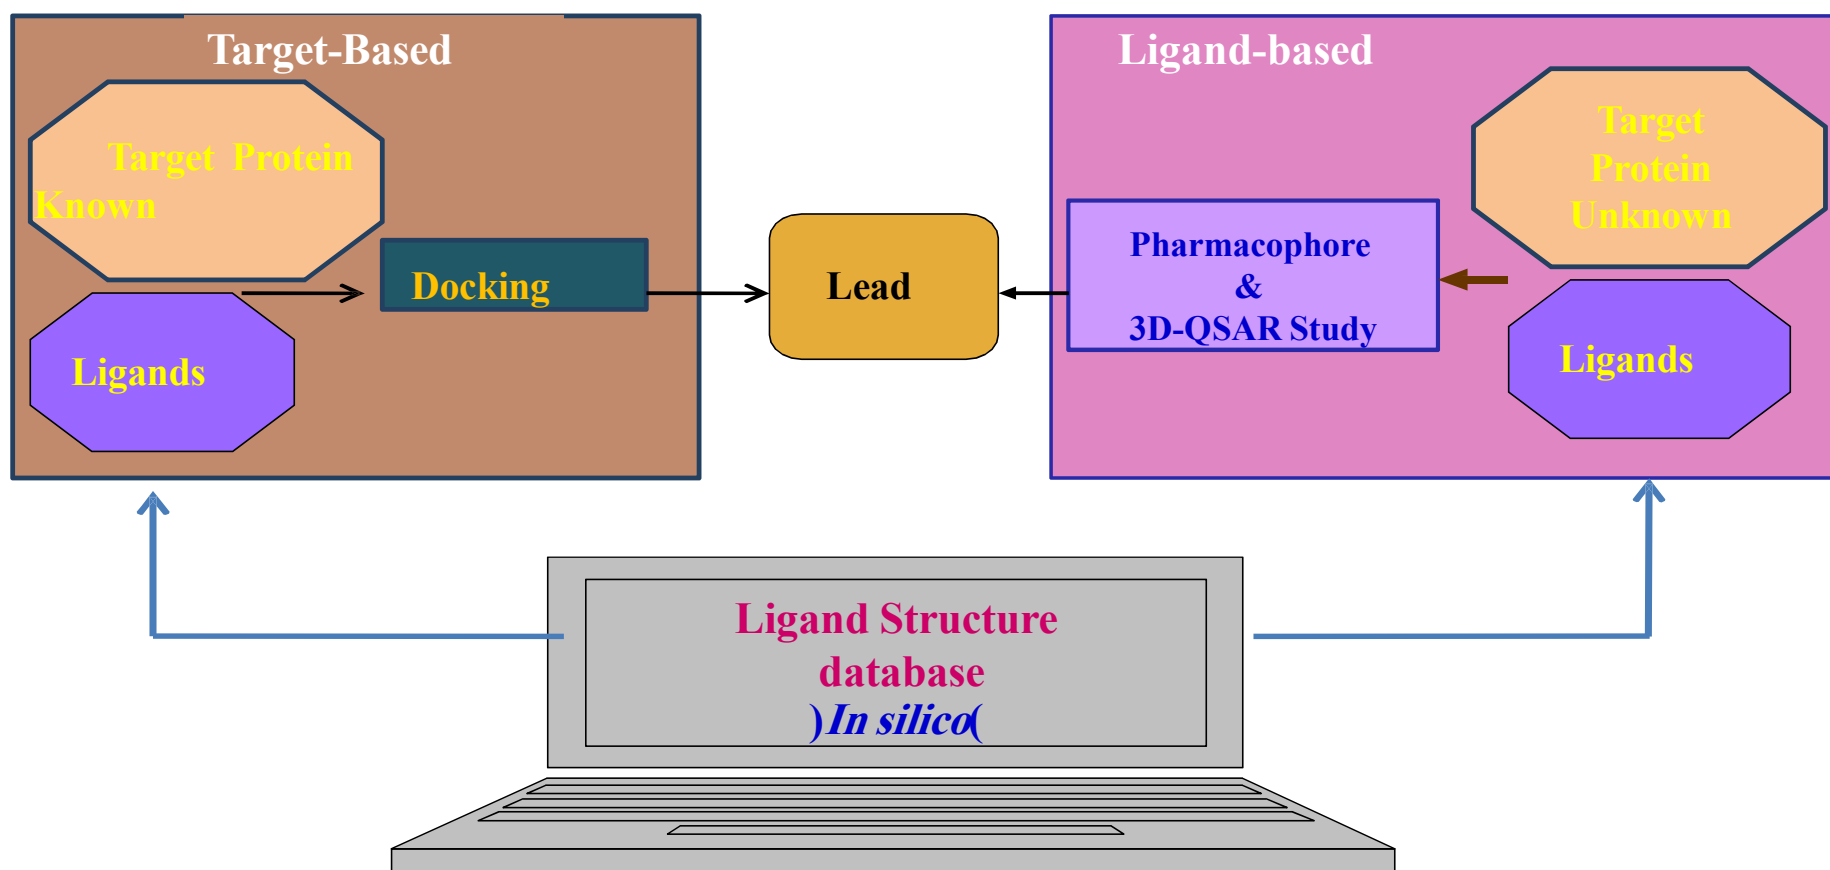 Target-Based
Target Protein
Known
Ligands
Docking
Lead
Ligand-based
Target
Protein
Unknown
Pharmacophore
&
3D-QSAR Study
Ligands
Ligand Structure
database
)In silico(